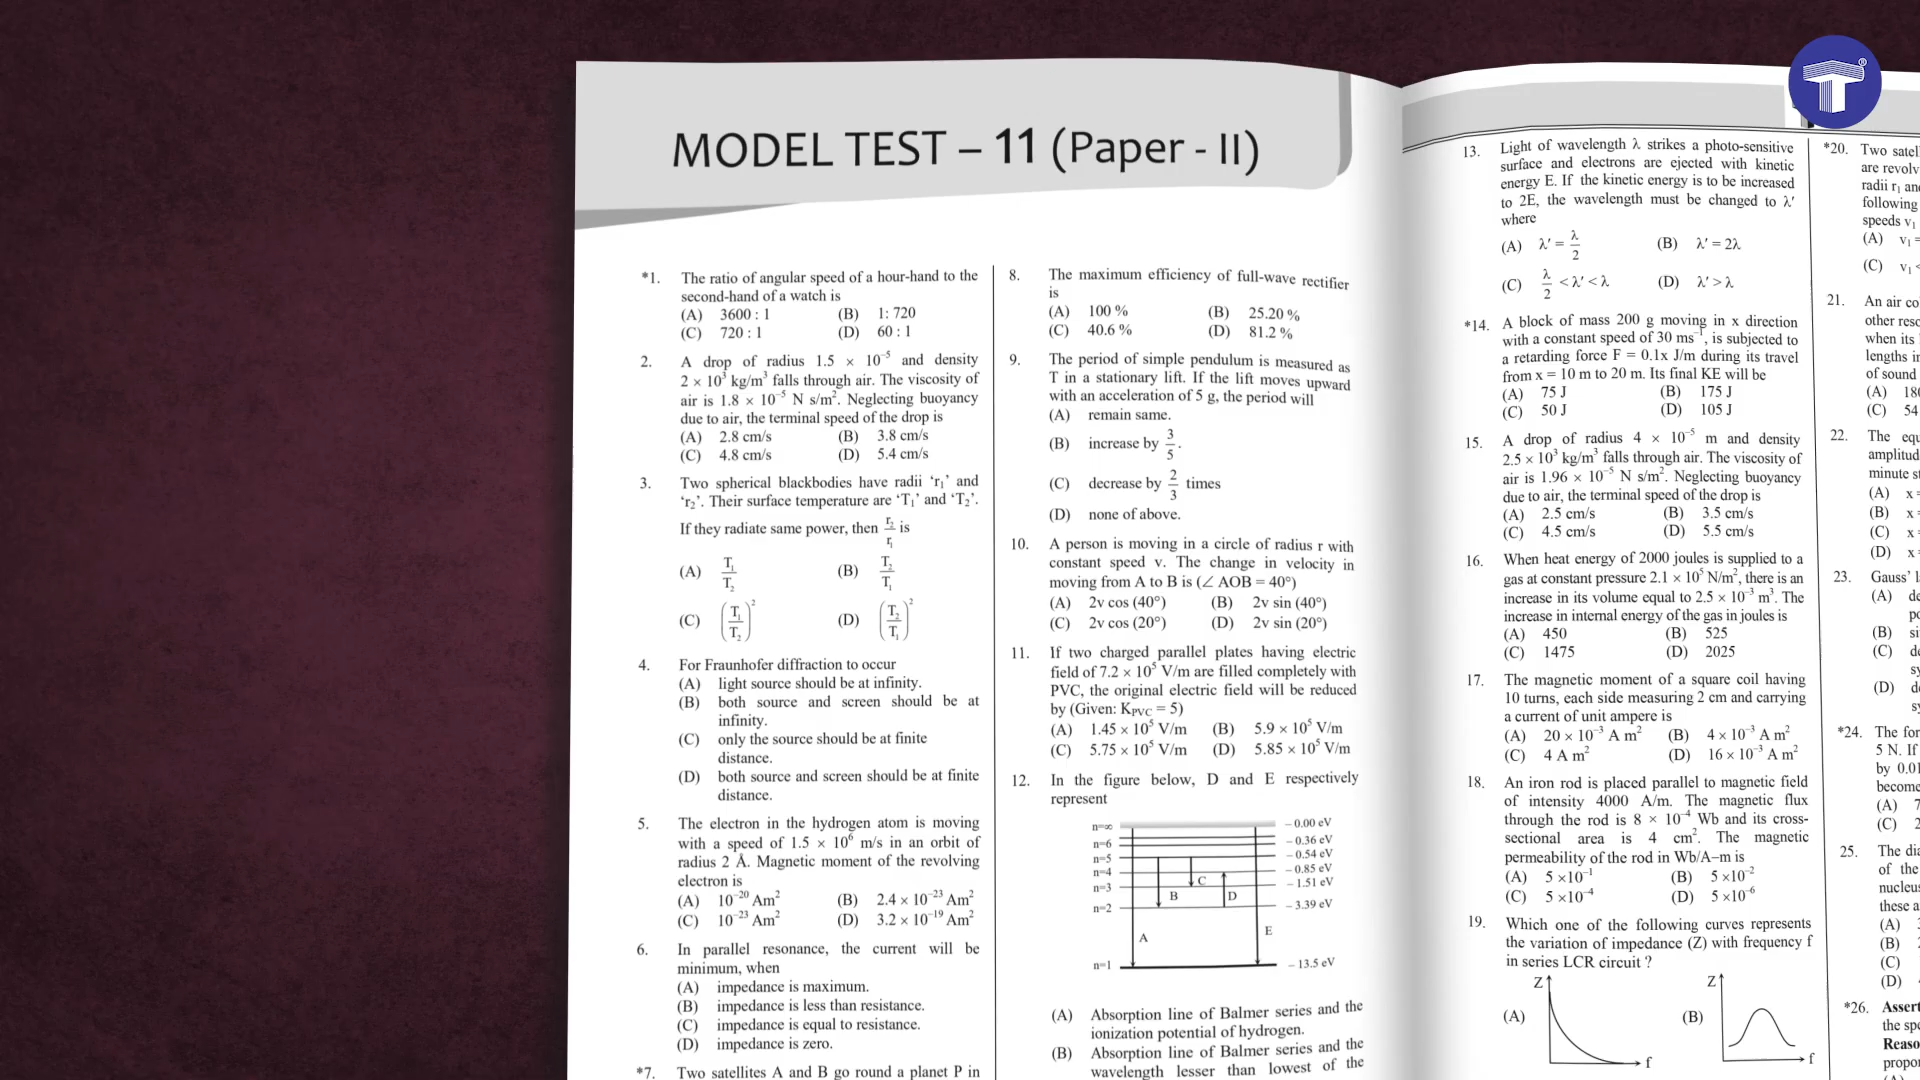 MODEL TEST – 11 (Paper - II)
*1. The ratio of angular speed of a hour-hand to the
second-hand of a watch is
(A) 3600 : 1 (B) 1: 720
(C) 720 : 1 (D) 60 : 1
2. A drop of radius 1.5 × 10⁻⁵ and density
2 × 10³ kg/m³ falls through air. The viscosity of
air is 1.8 × 10⁻⁵ N s/m². Neglecting buoyancy
due to air, the terminal speed of the drop is
(A) 2.8 cm/s (B) 3.8 cm/s
(C) 4.8 cm/s (D) 5.4 cm/s
3. Two spherical blackbodies have radii ‘r₁’ and
‘r₂’. Their surface temperature are ‘T₁’ and ‘T₂’.
If they radiate same power, then r₂/r₁ is
(A) T₁/T₂ (B) T₂/T₁
(C) (T₁/T₂)² (D) (T₂/T₁)²
4. For Fraunhofer diffraction to occur
(A) light source should be at infinity.
(B) both source and screen should be at
infinity.
(C) only the source should be at finite
distance.
(D) both source and screen should be at finite
distance.
5. The electron in the hydrogen atom is moving
with a speed of 1.5 × 10⁶ m/s in an orbit of
radius 2 Å. Magnetic moment of the revolving
electron is
(A) 10⁻²⁰ Am² (B) 2.4 × 10⁻²³ Am²
(C) 10⁻²³ Am² (D) 3.2 × 10⁻¹⁹ Am²
6. In parallel resonance, the current will be
minimum, when
(A) impedance is maximum.
(B) impedance is less than resistance.
(C) impedance is equal to resistance.
(D) impedance is zero.
*7. Two satellites A and B go round a planet P in
8. The maximum efficiency of full-wave rectifier
is
(A) 100 % (B) 25.20 %
(C) 40.6 % (D) 81.2 %
9. The period of simple pendulum is measured as
T in a stationary lift. If the lift moves upward
with an acceleration of 5 g, the period will
(A) remain same.
(B) increase by 3/5.
(C) decrease by 2/3 times
(D) none of above.
10. A person is moving in a circle of radius r with
constant speed v. The change in velocity in
moving from A to B is (∠ AOB = 40°)
(A) 2v cos (40°) (B) 2v sin (40°)
(C) 2v cos (20°) (D) 2v sin (20°)
11. If two charged parallel plates having electric
field of 7.2 × 10⁵ V/m are filled completely with
PVC, the original electric field will be reduced
by (Given: K_PVC = 5)
(A) 1.45 × 10⁵ V/m (B) 5.9 × 10⁵ V/m
(C) 5.75 × 10⁵ V/m (D) 5.85 × 10⁵ V/m
12. In the figure below, D and E respectively
represent
n=∞ – 0.00 eV
n=6 – 0.36 eV
n=5 – 0.54 eV
n=4 – 0.85 eV
n=3 – 1.51 eV
n=2 – 3.39 eV
n=1 – 13.5 eV
A
B
C
D
E
(A) Absorption line of Balmer series and the
ionization potential of hydrogen.
(B) Absorption line of Balmer series and the
wavelength lesser than lowest of the
13. Light of wavelength λ strikes a photo-sensitive
surface and electrons are ejected with kinetic
energy E. If the kinetic energy is to be increased
to 2E, the wavelength must be changed to λ′
where
(A) λ′ = λ/2 (B) λ′ = 2λ
(C) λ/2 < λ′ < λ (D) λ′ > λ
*14. A block of mass 200 g moving in x direction
with a constant speed of 30 ms⁻¹, is subjected to
a retarding force F = 0.1x J/m during its travel
from x = 10 m to 20 m. Its final KE will be
(A) 75 J (B) 175 J
(C) 50 J (D) 105 J
15. A drop of radius 4 × 10⁻⁵ m and density
2.5 × 10³ kg/m³ falls through air. The viscosity of
air is 1.96 × 10⁻⁵ N s/m². Neglecting buoyancy
due to air, the terminal speed of the drop is
(A) 2.5 cm/s (B) 3.5 cm/s
(C) 4.5 cm/s (D) 5.5 cm/s
16. When heat energy of 2000 joules is supplied to a
gas at constant pressure 2.1 × 10⁵ N/m², there is an
increase in its volume equal to 2.5 × 10⁻³ m³. The
increase in internal energy of the gas in joules is
(A) 450 (B) 525
(C) 1475 (D) 2025
17. The magnetic moment of a square coil having
10 turns, each side measuring 2 cm and carrying
a current of unit ampere is
(A) 20 × 10⁻³ A m² (B) 4 × 10⁻³ A m²
(C) 4 A m² (D) 16 × 10⁻³ A m²
18. An iron rod is placed parallel to magnetic field
of intensity 4000 A/m. The magnetic flux
through the rod is 8 × 10⁻⁴ Wb and its cross-
sectional area is 4 cm². The magnetic
permeability of the rod in Wb/A–m is
(A) 5 ×10⁻¹ (B) 5 ×10⁻²
(C) 5 ×10⁻⁴ (D) 5 ×10⁻⁶
19. Which one of the following curves represents
the variation of impedance (Z) with frequency f
in series LCR circuit ?
(A) Z f (B) Z f
*20. Two
are
radii r₁
following
speeds v₁
(A) v₁ =
(C) v₁ <
21. An air
other
when its
lengths
of sound
(A)
(C) 54
22. The
minute
(A) x =
(B) x =
(C) x
(D) x =
23. Gauss’
(A)
(B)
(C)
(D)
*24. The
5 N. If
by
(A) 7
(C) 2
25. The
of the
these
(A)
(B)
(C)
(D)
*26.
the
T®